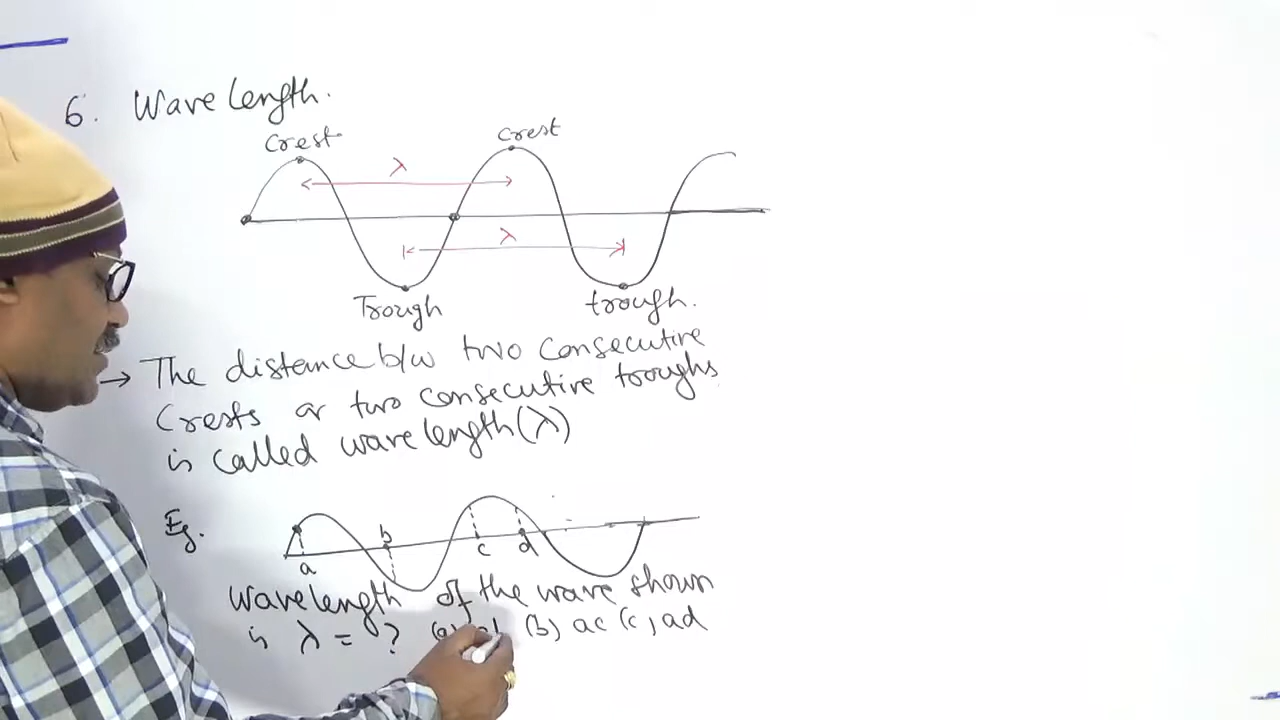 6. Wave length.
Crest
Crest
λ
λ
Trough
trough.
→ The distance b/w two consecutive
Crests or two consecutive troughs
is called wave length (λ)
Eg.
a
b
c
d
Wavelength of the wave shown
is λ = ? (a) (b) ac (c) ad